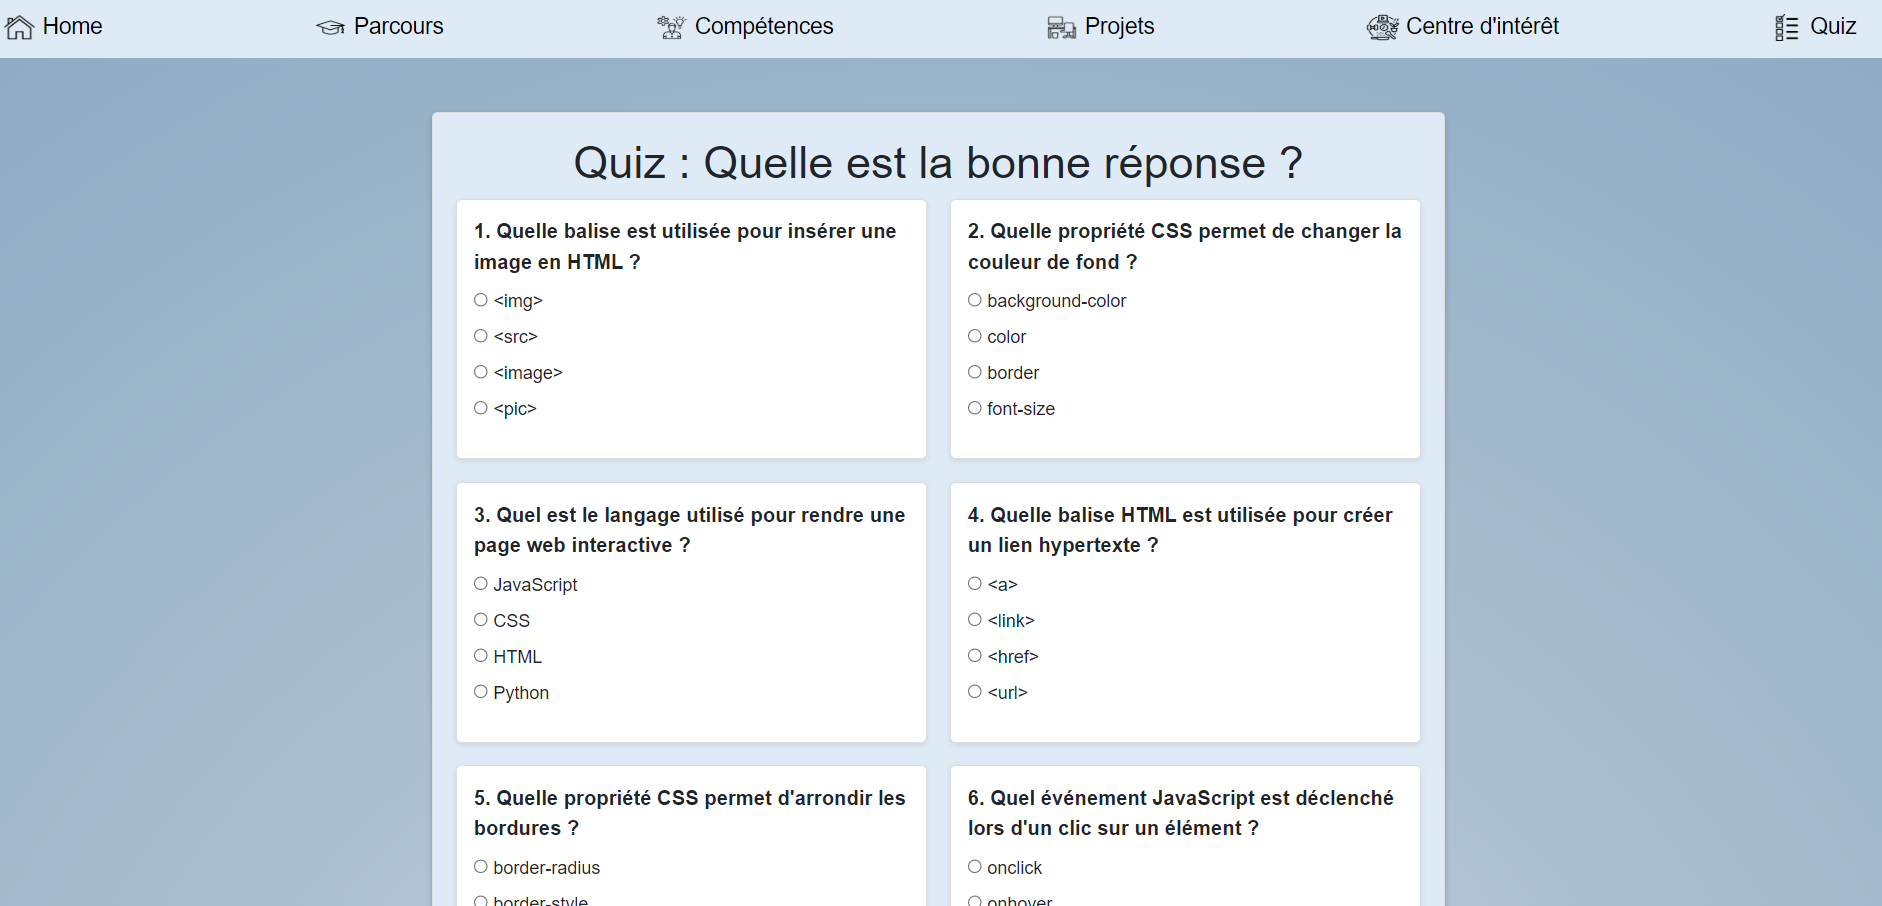 Home
Parcours
Compétences
Projets
Centre d'intérêt
Quiz
Quiz : Quelle est la bonne réponse ?
1. Quelle balise est utilisée pour insérer une
image en HTML ?
<img>
<src>
<image>
<pic>
2. Quelle propriété CSS permet de changer la
couleur de fond ?
background-color
color
border
font-size
3. Quel est le langage utilisé pour rendre une
page web interactive ?
JavaScript
CSS
HTML
Python
4. Quelle balise HTML est utilisée pour créer
un lien hypertexte ?
<a>
<link>
<href>
<url>
5. Quelle propriété CSS permet d'arrondir les
bordures ?
border-radius
border-style
6. Quel événement JavaScript est déclenché
lors d'un clic sur un élément ?
onclick
onhover